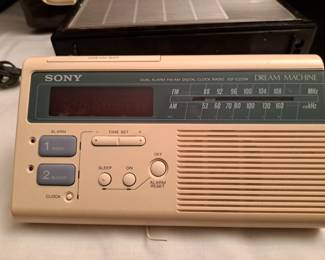 SONY
DUAL ALARM FM/AM DIGITAL CLOCK RADIO
DREAM MACHINE
FM 88 92 96 100 104 108 MHz
AM 53 60 70 80 100 120 160 kHz
ALARM
TIME SET
- +
1
2
SLEEP ON OFF
ALARM
RESET
CLOCK